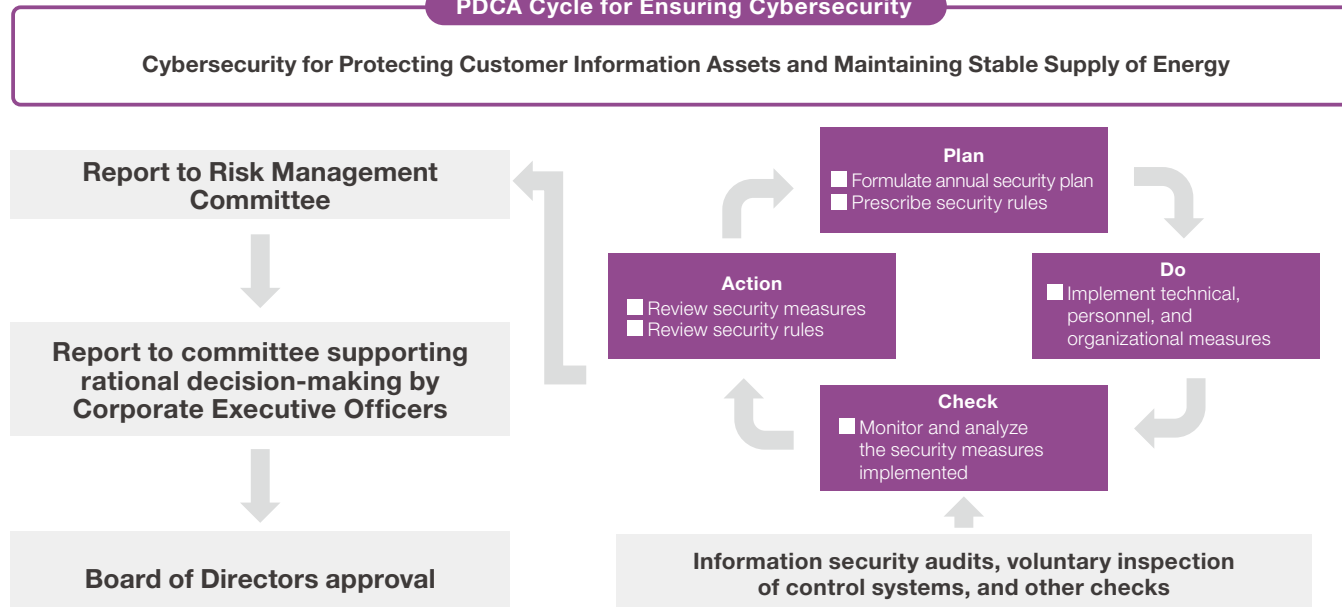 PDCA Cycle for Ensuring Cybersecurity
Cybersecurity for Protecting Customer Information Assets and Maintaining Stable Supply of Energy
Report to Risk Management
Committee
Report to committee supporting
rational decision-making by
Corporate Executive Officers
Board of Directors approval
Plan
Formulate annual security plan
Prescribe security rules
Do
Implement technical,
personnel, and
organizational measures
Check
Monitor and analyze
the security measures
implemented
Action
Review security measures
Review security rules
Information security audits, voluntary inspection
of control systems, and other checks